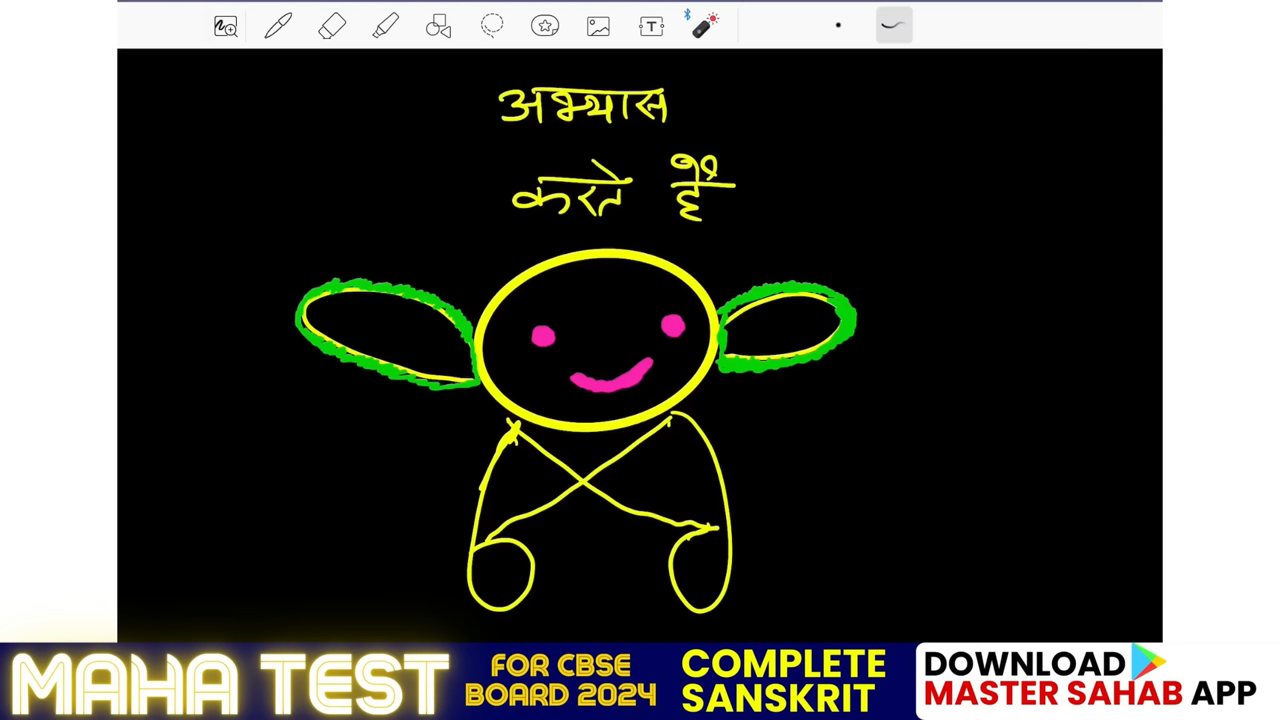 अभ्यास
करते हैं
MAHA TEST
FOR CBSE
BOARD 2024
COMPLETE
SANSKRIT
DOWNLOAD
MASTER SAHAB APP